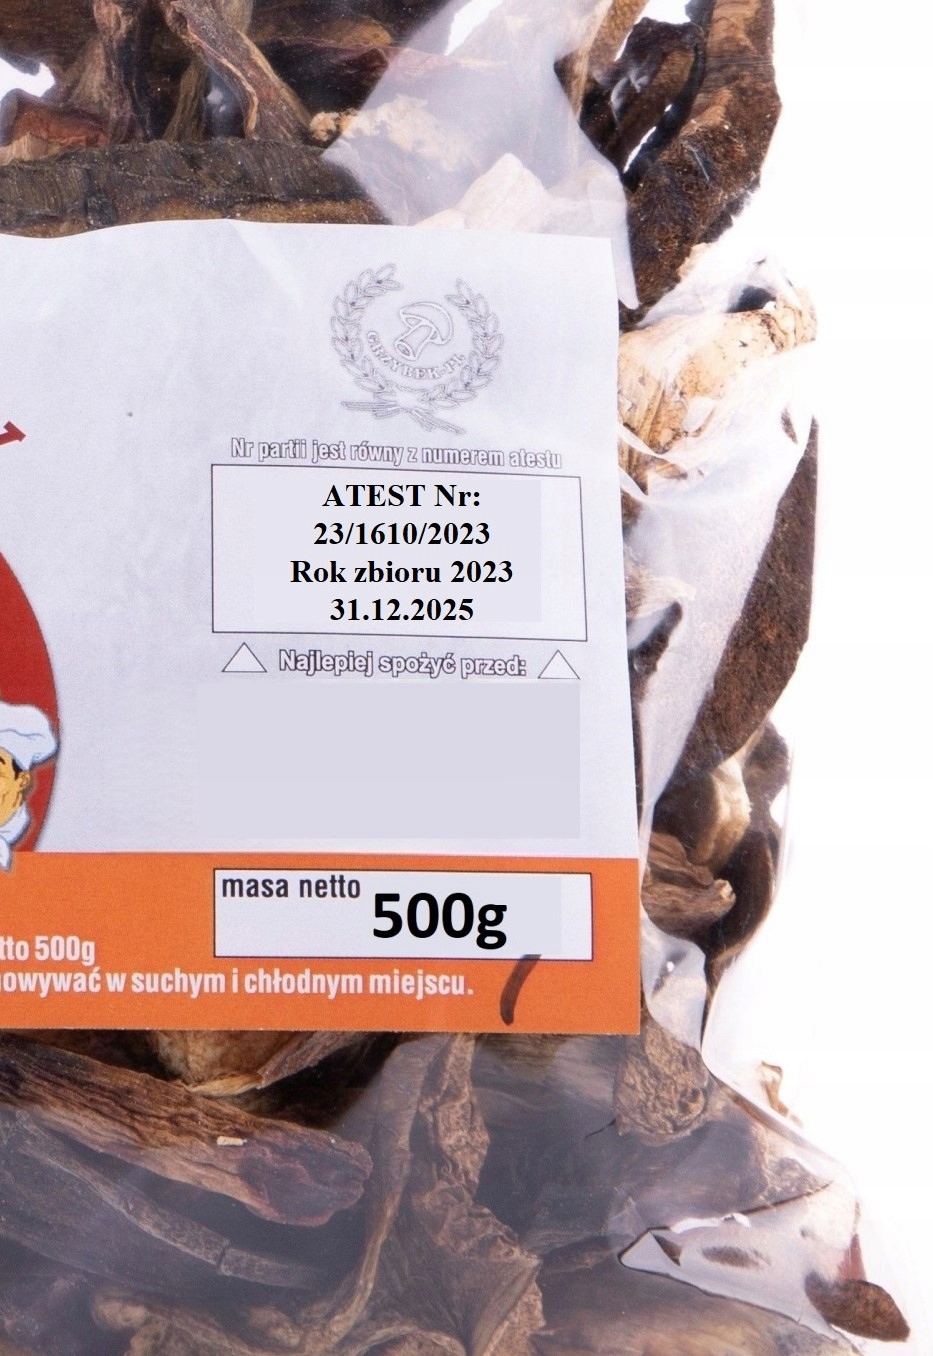 GRZYBEK.PL
Nr partii jest równy z numerem atestu
ATEST Nr:
23/1610/2023
Rok zbioru 2023
31.12.2025
Najlepiej spożyć przed:
masa netto 500g
tto 500g
owywać w suchym i chłodnym miejscu.